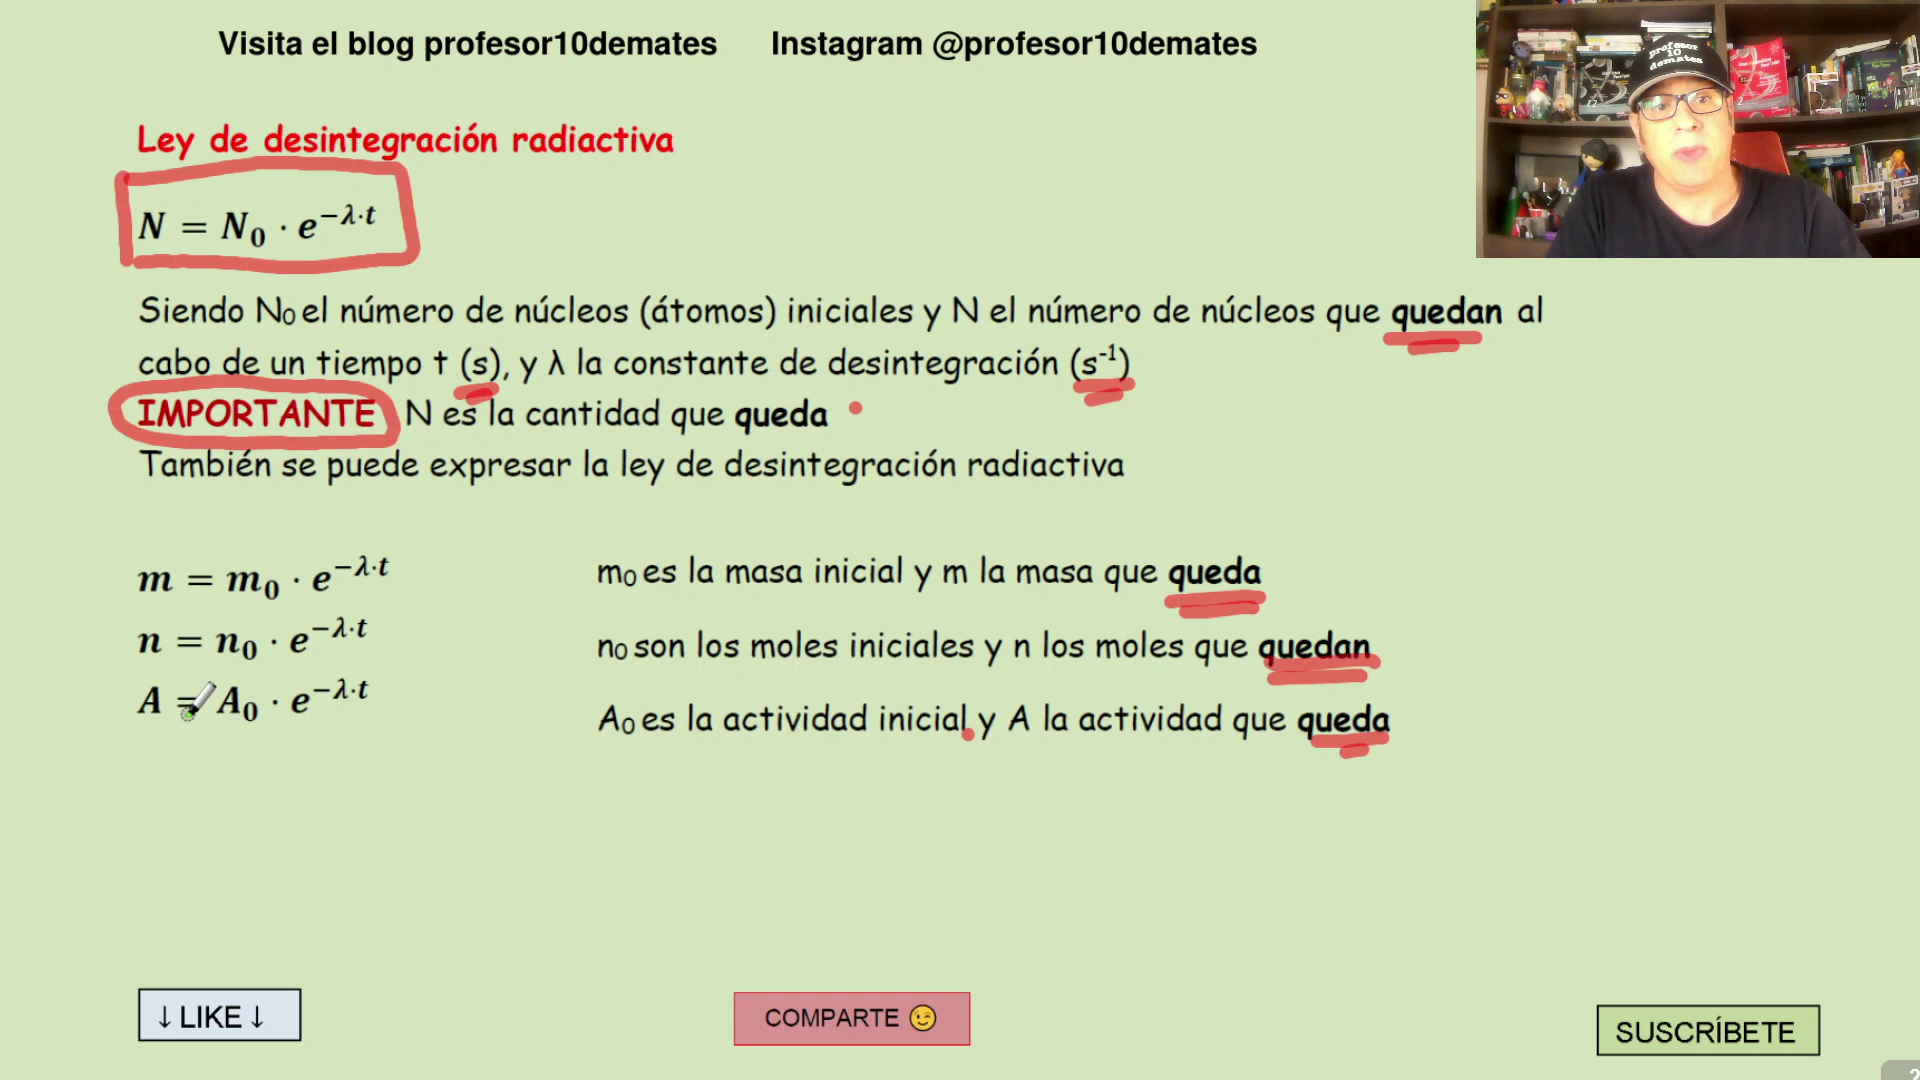 Visita el blog profesor10demates Instagram @profesor10demates
profesor
10
demates
Ley de desintegración radiactiva
N = N₀ · e^(−λ·t)
Siendo N₀ el número de núcleos (átomos) iniciales y N el número de núcleos que quedan al
cabo de un tiempo t (s), y λ la constante de desintegración (s⁻¹)
IMPORTANTE N es la cantidad que queda
También se puede expresar la ley de desintegración radiactiva
m = m₀ · e^(−λ·t) m₀ es la masa inicial y m la masa que queda
n = n₀ · e^(−λ·t) n₀ son los moles iniciales y n los moles que quedan
A = A₀ · e^(−λ·t) A₀ es la actividad inicial y A la actividad que queda
↓ LIKE ↓ COMPARTE 😉 SUSCRÍBETE